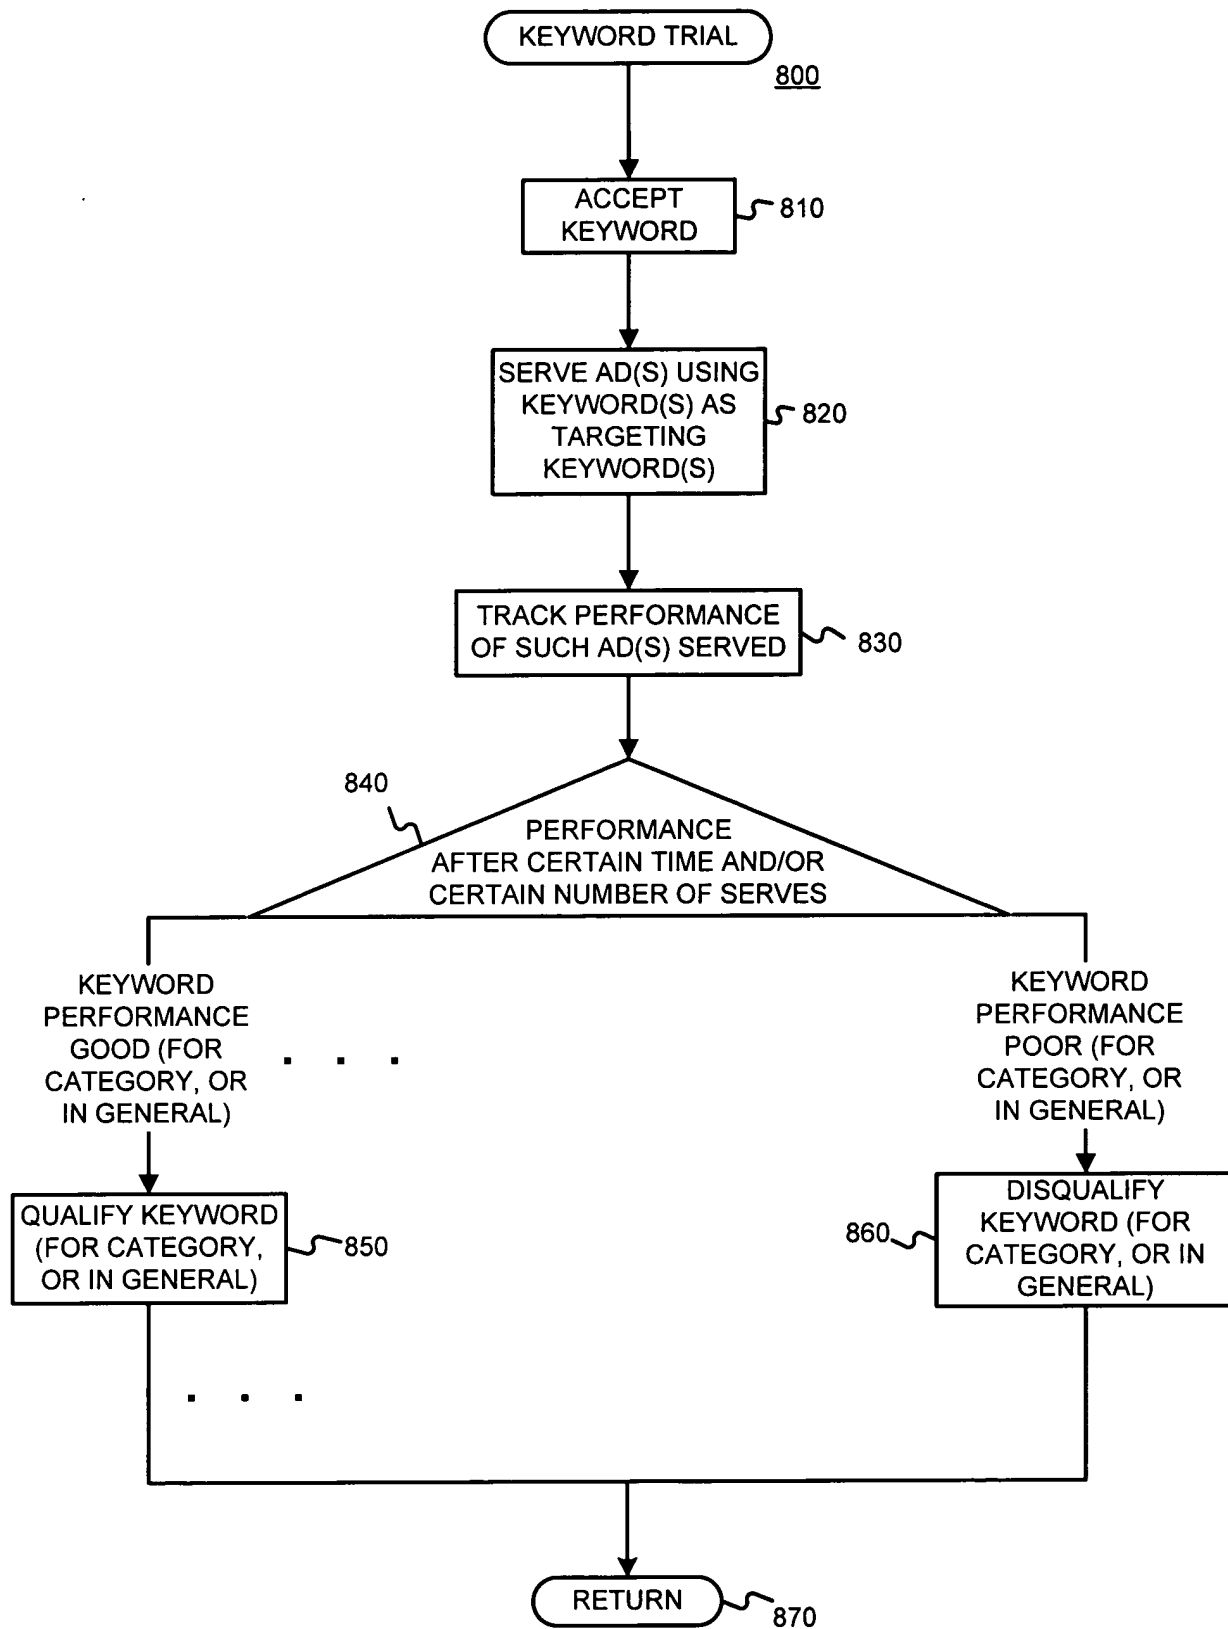 KEYWORD TRIAL
800
ACCEPT
KEYWORD
810
SERVE AD(S) USING
KEYWORD(S) AS
TARGETING
KEYWORD(S)
820
TRACK PERFORMANCE
OF SUCH AD(S) SERVED
830
840
PERFORMANCE
AFTER CERTAIN TIME AND/OR
CERTAIN NUMBER OF SERVES
KEYWORD
PERFORMANCE
GOOD (FOR
CATEGORY, OR
IN GENERAL)
. . .
KEYWORD
PERFORMANCE
POOR (FOR
CATEGORY, OR
IN GENERAL)
QUALIFY KEYWORD
(FOR CATEGORY,
OR IN GENERAL)
850
DISQUALIFY
KEYWORD (FOR
CATEGORY, OR IN
GENERAL)
860
. . .
RETURN
870